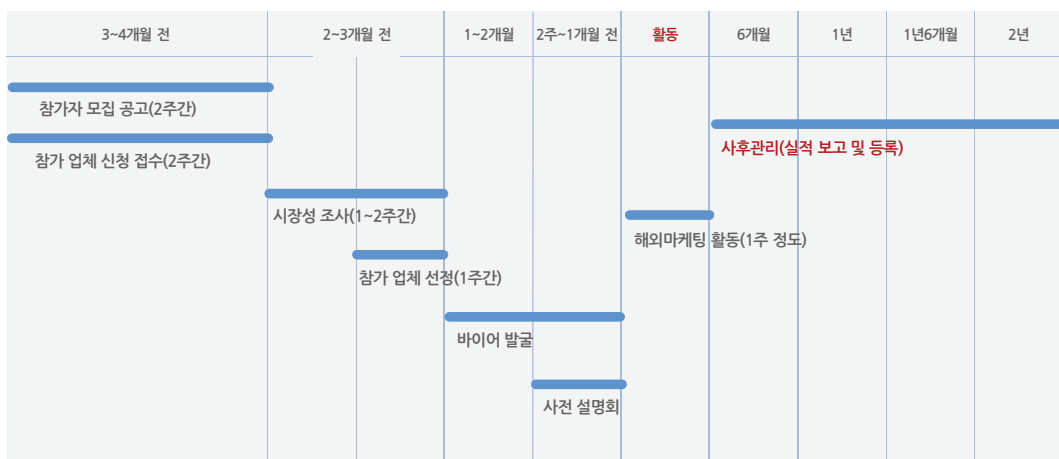 3~4개월 전
2~3개월 전
1~2개월
2주~1개월 전
활동
6개월
1년
1년6개월
2년
참가자 모집 공고(2주간)
사후관리(실적 보고 및 등록)
참가 업체 신청 접수(2주간)
시장성 조사(1~2주간)
해외마케팅 활동(1주 정도)
참가 업체 선정(1주간)
바이어 발굴
사전 설명회